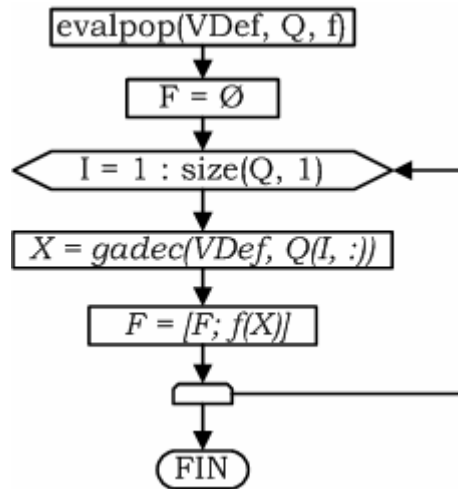 evalpop(VDef, Q, f)
F = Ø
I = 1 : size(Q, 1)
X = gadec(VDef, Q(I, :))
F = [F; f(X)]
FIN